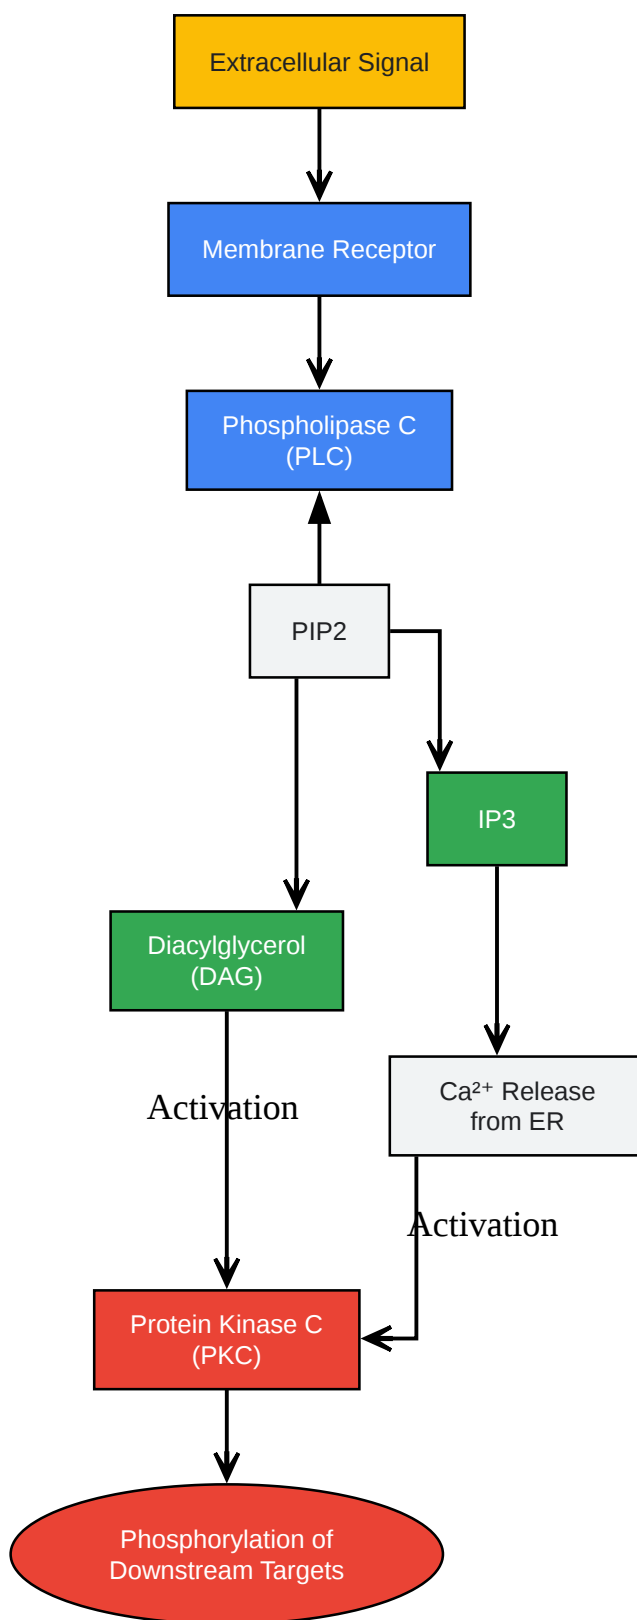 Extracellular Signal
Membrane Receptor
Phospholipase C
(PLC)
PIP2
IP3
Diacylglycerol
(DAG)
Ca²⁺ Release
from ER
Activation
Activation
Protein Kinase C
(PKC)
Phosphorylation of
Downstream Targets